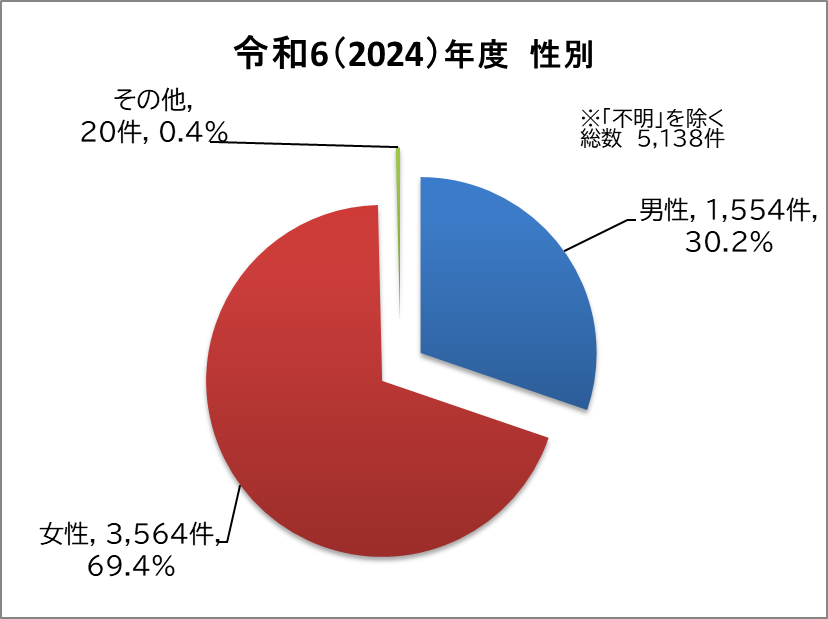 令和6(2024)年度 性別
その他,
20件, 0.4%
※「不明」を除く
総数 5,138件
男性, 1,554件,
30.2%
女性, 3,564件,
69.4%